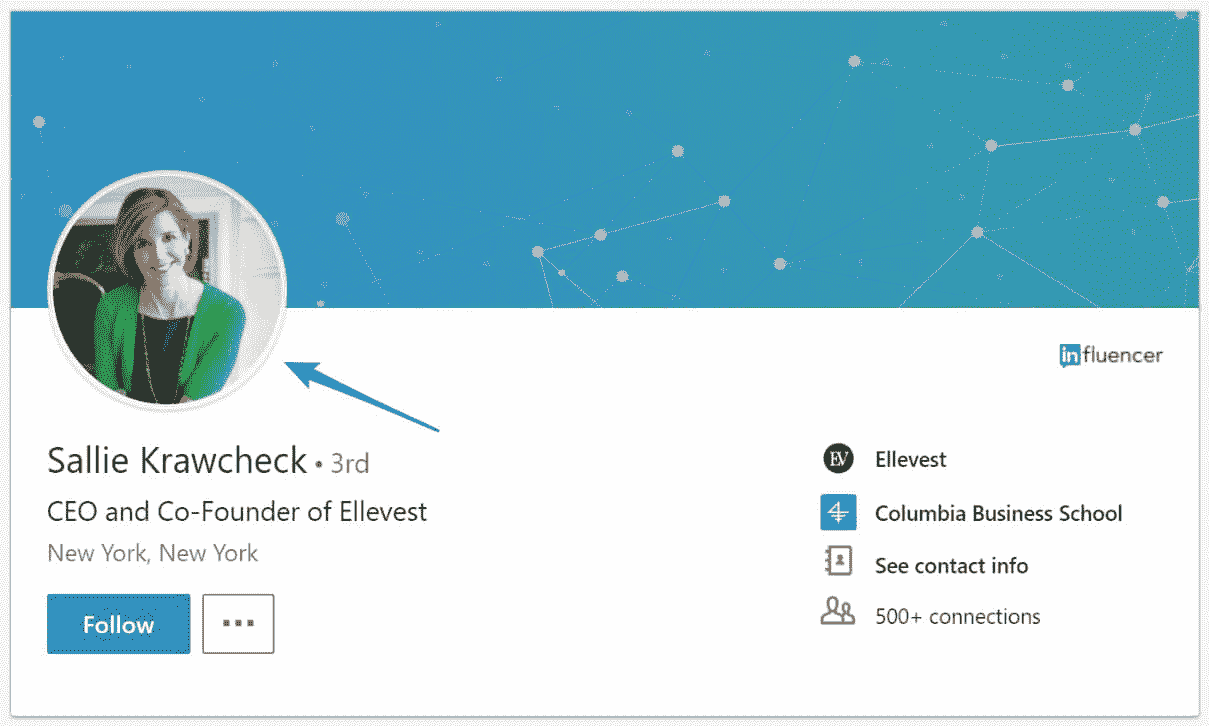 influencer
Sallie Krawcheck • 3rd
CEO and Co-Founder of Ellevest
New York, New York
Follow
...
EV
Ellevest
Columbia Business School
See contact info
500+ connections